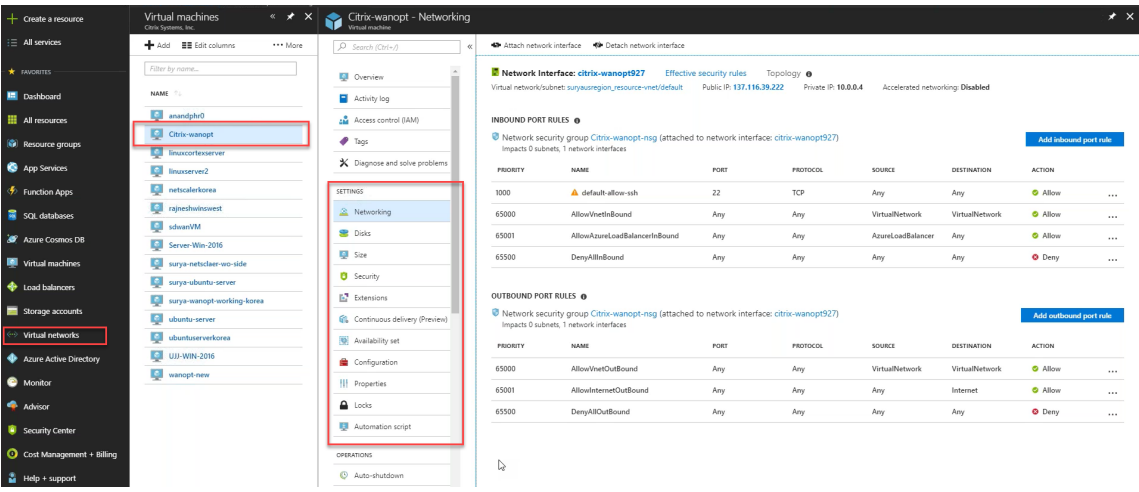 Create a resource
All services
FAVORITES
Dashboard
All resources
Resource groups
App Services
Function Apps
SQL databases
Azure Cosmos DB
Virtual machines
Load balancers
Storage accounts
Virtual networks
Azure Active Directory
Monitor
Advisor
Security Center
Cost Management + Billing
Help + support
Virtual machines
Citrix Systems, Inc.
Add Edit columns More
Filter by name...
NAME
anandphr0
Citrix-wanopt
linuxcortexserver
linuxserver2
netscalerkorea
rajneshwinswest
sdwanVM
Server-Win-2016
surya-netsclaer-wo-side
surya-ubuntu-server
surya-wanopt-working-korea
ubuntu-server
ubuntuserverkorea
UJJ-WIN-2016
wanopt-new
Citrix-wanopt - Networking
Virtual machine
Search (Ctrl+/)
Overview
Activity log
Access control (IAM)
Tags
Diagnose and solve problems
SETTINGS
Networking
Disks
Size
Security
Extensions
Continuous delivery (Preview)
Availability set
Configuration
Properties
Locks
Automation script
OPERATIONS
Auto-shutdown
Attach network interface Detach network interface
Network Interface: citrix-wanopt927 Effective security rules Topology
Virtual network/subnet: suryausregion_resource-vnet/default Public IP: 137.116.39.222 Private IP: 10.0.0.4 Accelerated networking: Disabled
INBOUND PORT RULES
Network security group Citrix-wanopt-nsg (attached to network interface: citrix-wanopt927)
Impacts 0 subnets, 1 network interfaces
Add inbound port rule
PRIORITY NAME PORT PROTOCOL SOURCE DESTINATION ACTION
1000 default-allow-ssh 22 TCP Any Any Allow ...
65000 AllowVnetInBound Any Any VirtualNetwork VirtualNetwork Allow ...
65001 AllowAzureLoadBalancerInBound Any Any AzureLoadBalancer Any Allow ...
65500 DenyAllInBound Any Any Any Any Deny ...
OUTBOUND PORT RULES
Network security group Citrix-wanopt-nsg (attached to network interface: citrix-wanopt927)
Impacts 0 subnets, 1 network interfaces
Add outbound port rule
PRIORITY NAME PORT PROTOCOL SOURCE DESTINATION ACTION
65000 AllowVnetOutBound Any Any VirtualNetwork VirtualNetwork Allow ...
65001 AllowInternetOutBound Any Any Any Internet Allow ...
65500 DenyAllOutBound Any Any Any Any Deny ...